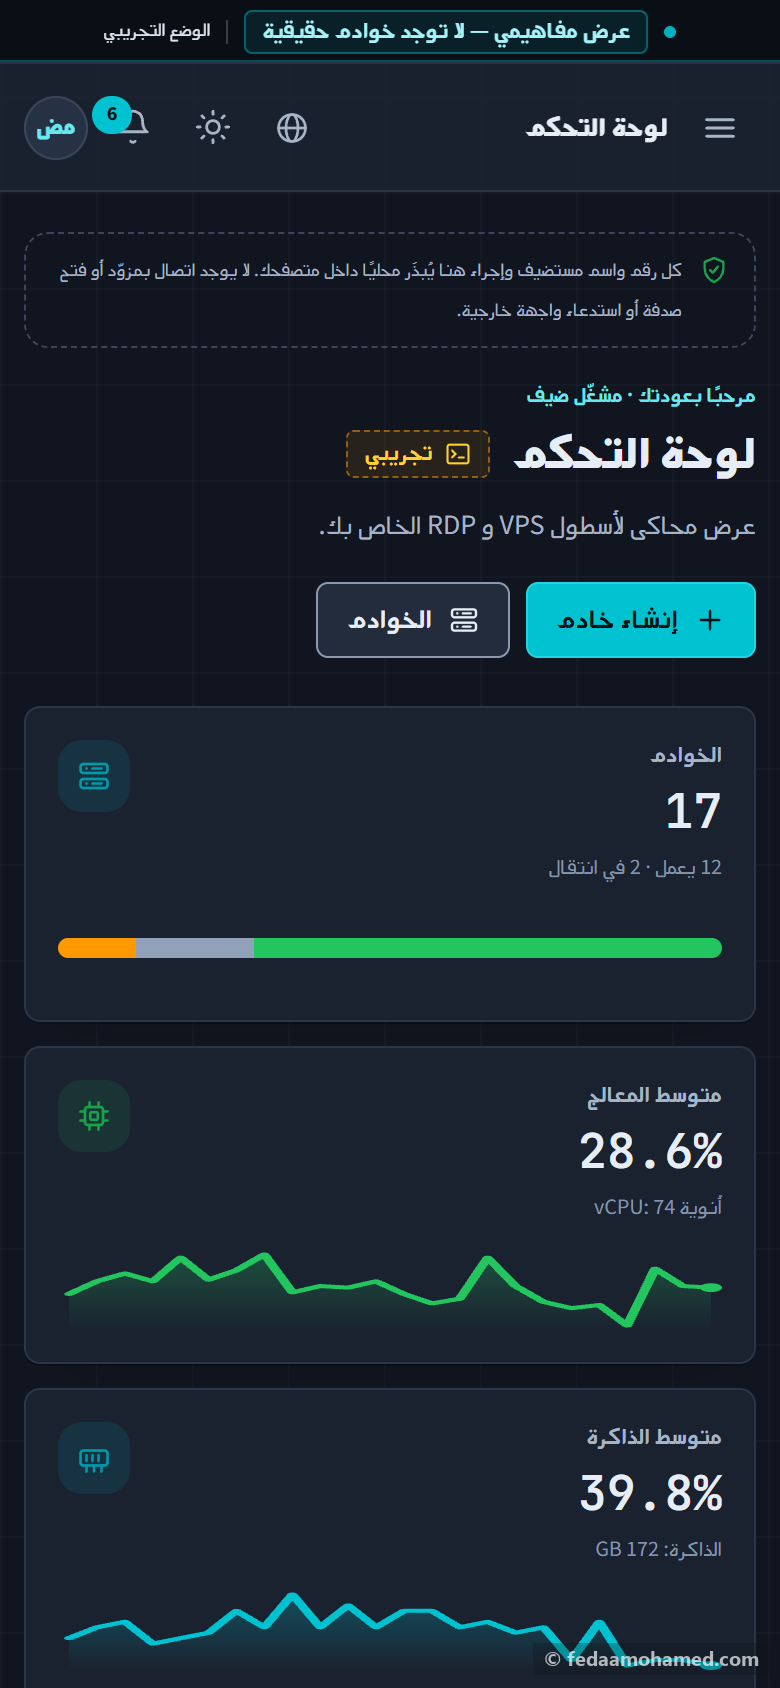 عرض مفاهيمي — لا توجد خوادم حقيقية
الوضع التجريبي
لوحة التحكم
6
مض
كل رقم واسم مستضيف وإجراء هنا يُبذَر محليًا داخل متصفحك. لا يوجد اتصال بمزوّد أو فتح
صدفة أو استدعاء واجهة خارجية.
مرحبًا بعودتك · مشغّل ضيف
لوحة التحكم
تجريبي
عرض محاكى لأسطول VPS و RDP الخاص بك.
إنشاء خادم
الخوادم
الخوادم
17
12 يعمل · 2 في انتقال
متوسط المعالج
28.6%
أنوية vCPU: 74
متوسط الذاكرة
39.8%
الذاكرة: 172 GB
© fedaamohamed.com